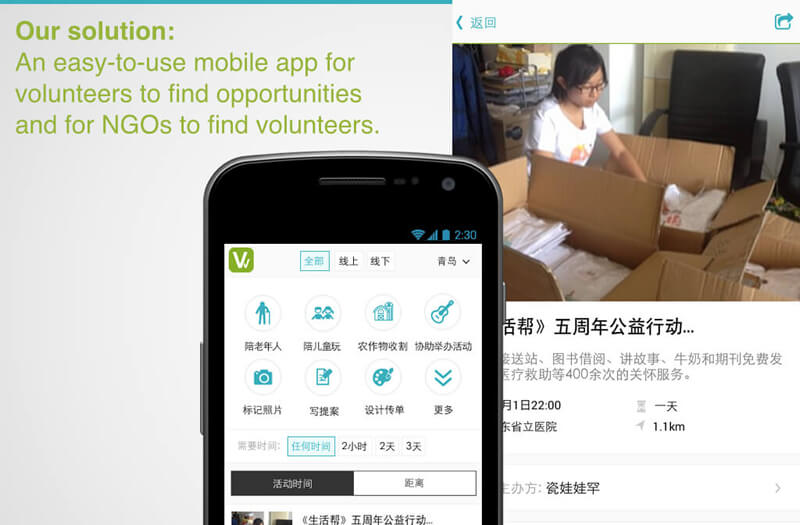 Our solution:
An easy-to-use mobile app for
volunteers to find opportunities
and for NGOs to find volunteers.
2:30
全部 线上 线下 青岛
陪老年人 陪儿童玩 农作物收割 协助举办活动
标记照片 写提案 设计传单 更多
需要时间: 任何时间 2小时 2天 3天
活动时间 距离
《生活帮》五周年公益行动...
返回
活帮》五周年公益行动...
接送站、图书借阅、讲故事、牛奶和期刊免费发
医疗救助等400余次的关怀服务。
月1日22:00 一天
东省立医院 1.1km
主办方: 瓷娃娃罕